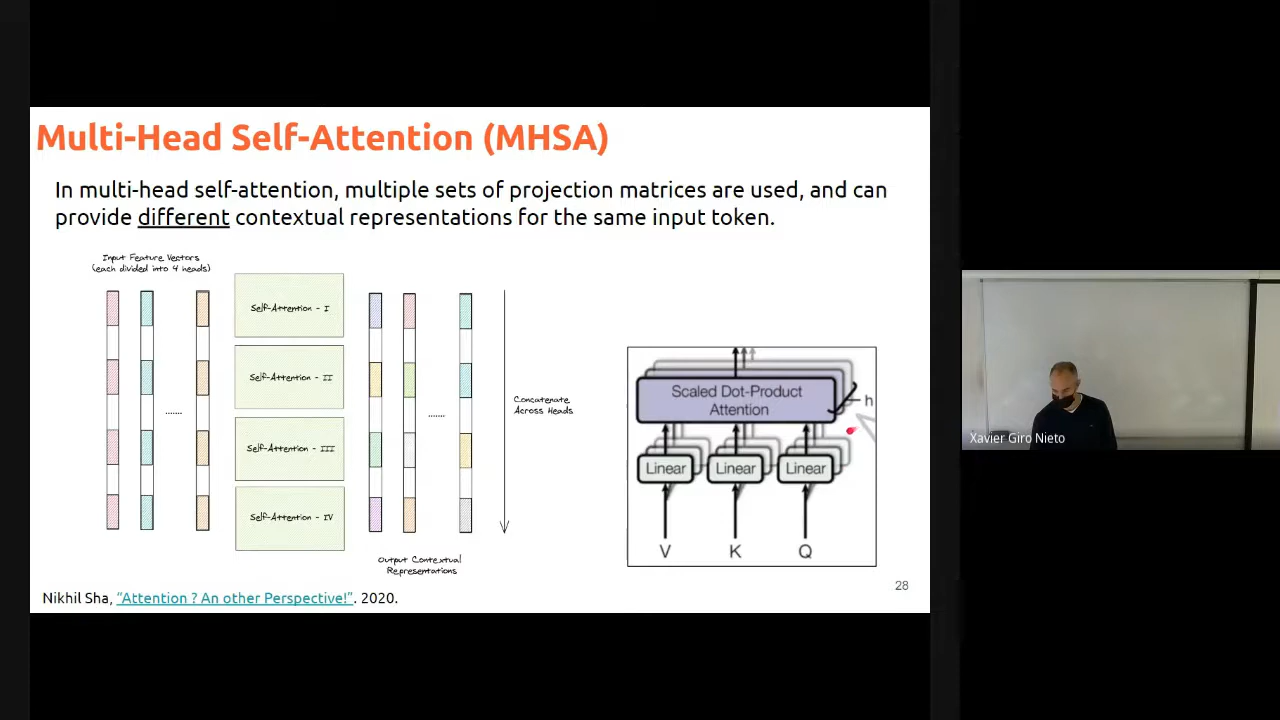 Multi-Head Self-Attention (MHSA)
In multi-head self-attention, multiple sets of projection matrices are used, and can
provide different contextual representations for the same input token.
Input Feature Vectors
(each divided into 4 heads)
Self-Attention - I
Self-Attention - II
Self-Attention - III
Self-Attention - IV
.......
.......
Concatenate
Across Heads
Output Contextual
Representations
Scaled Dot-Product
Attention
h
Linear
Linear
Linear
V
K
Q
28
Nikhil Sha, “Attention ? An other Perspective!”. 2020.
Xavier Giro Nieto